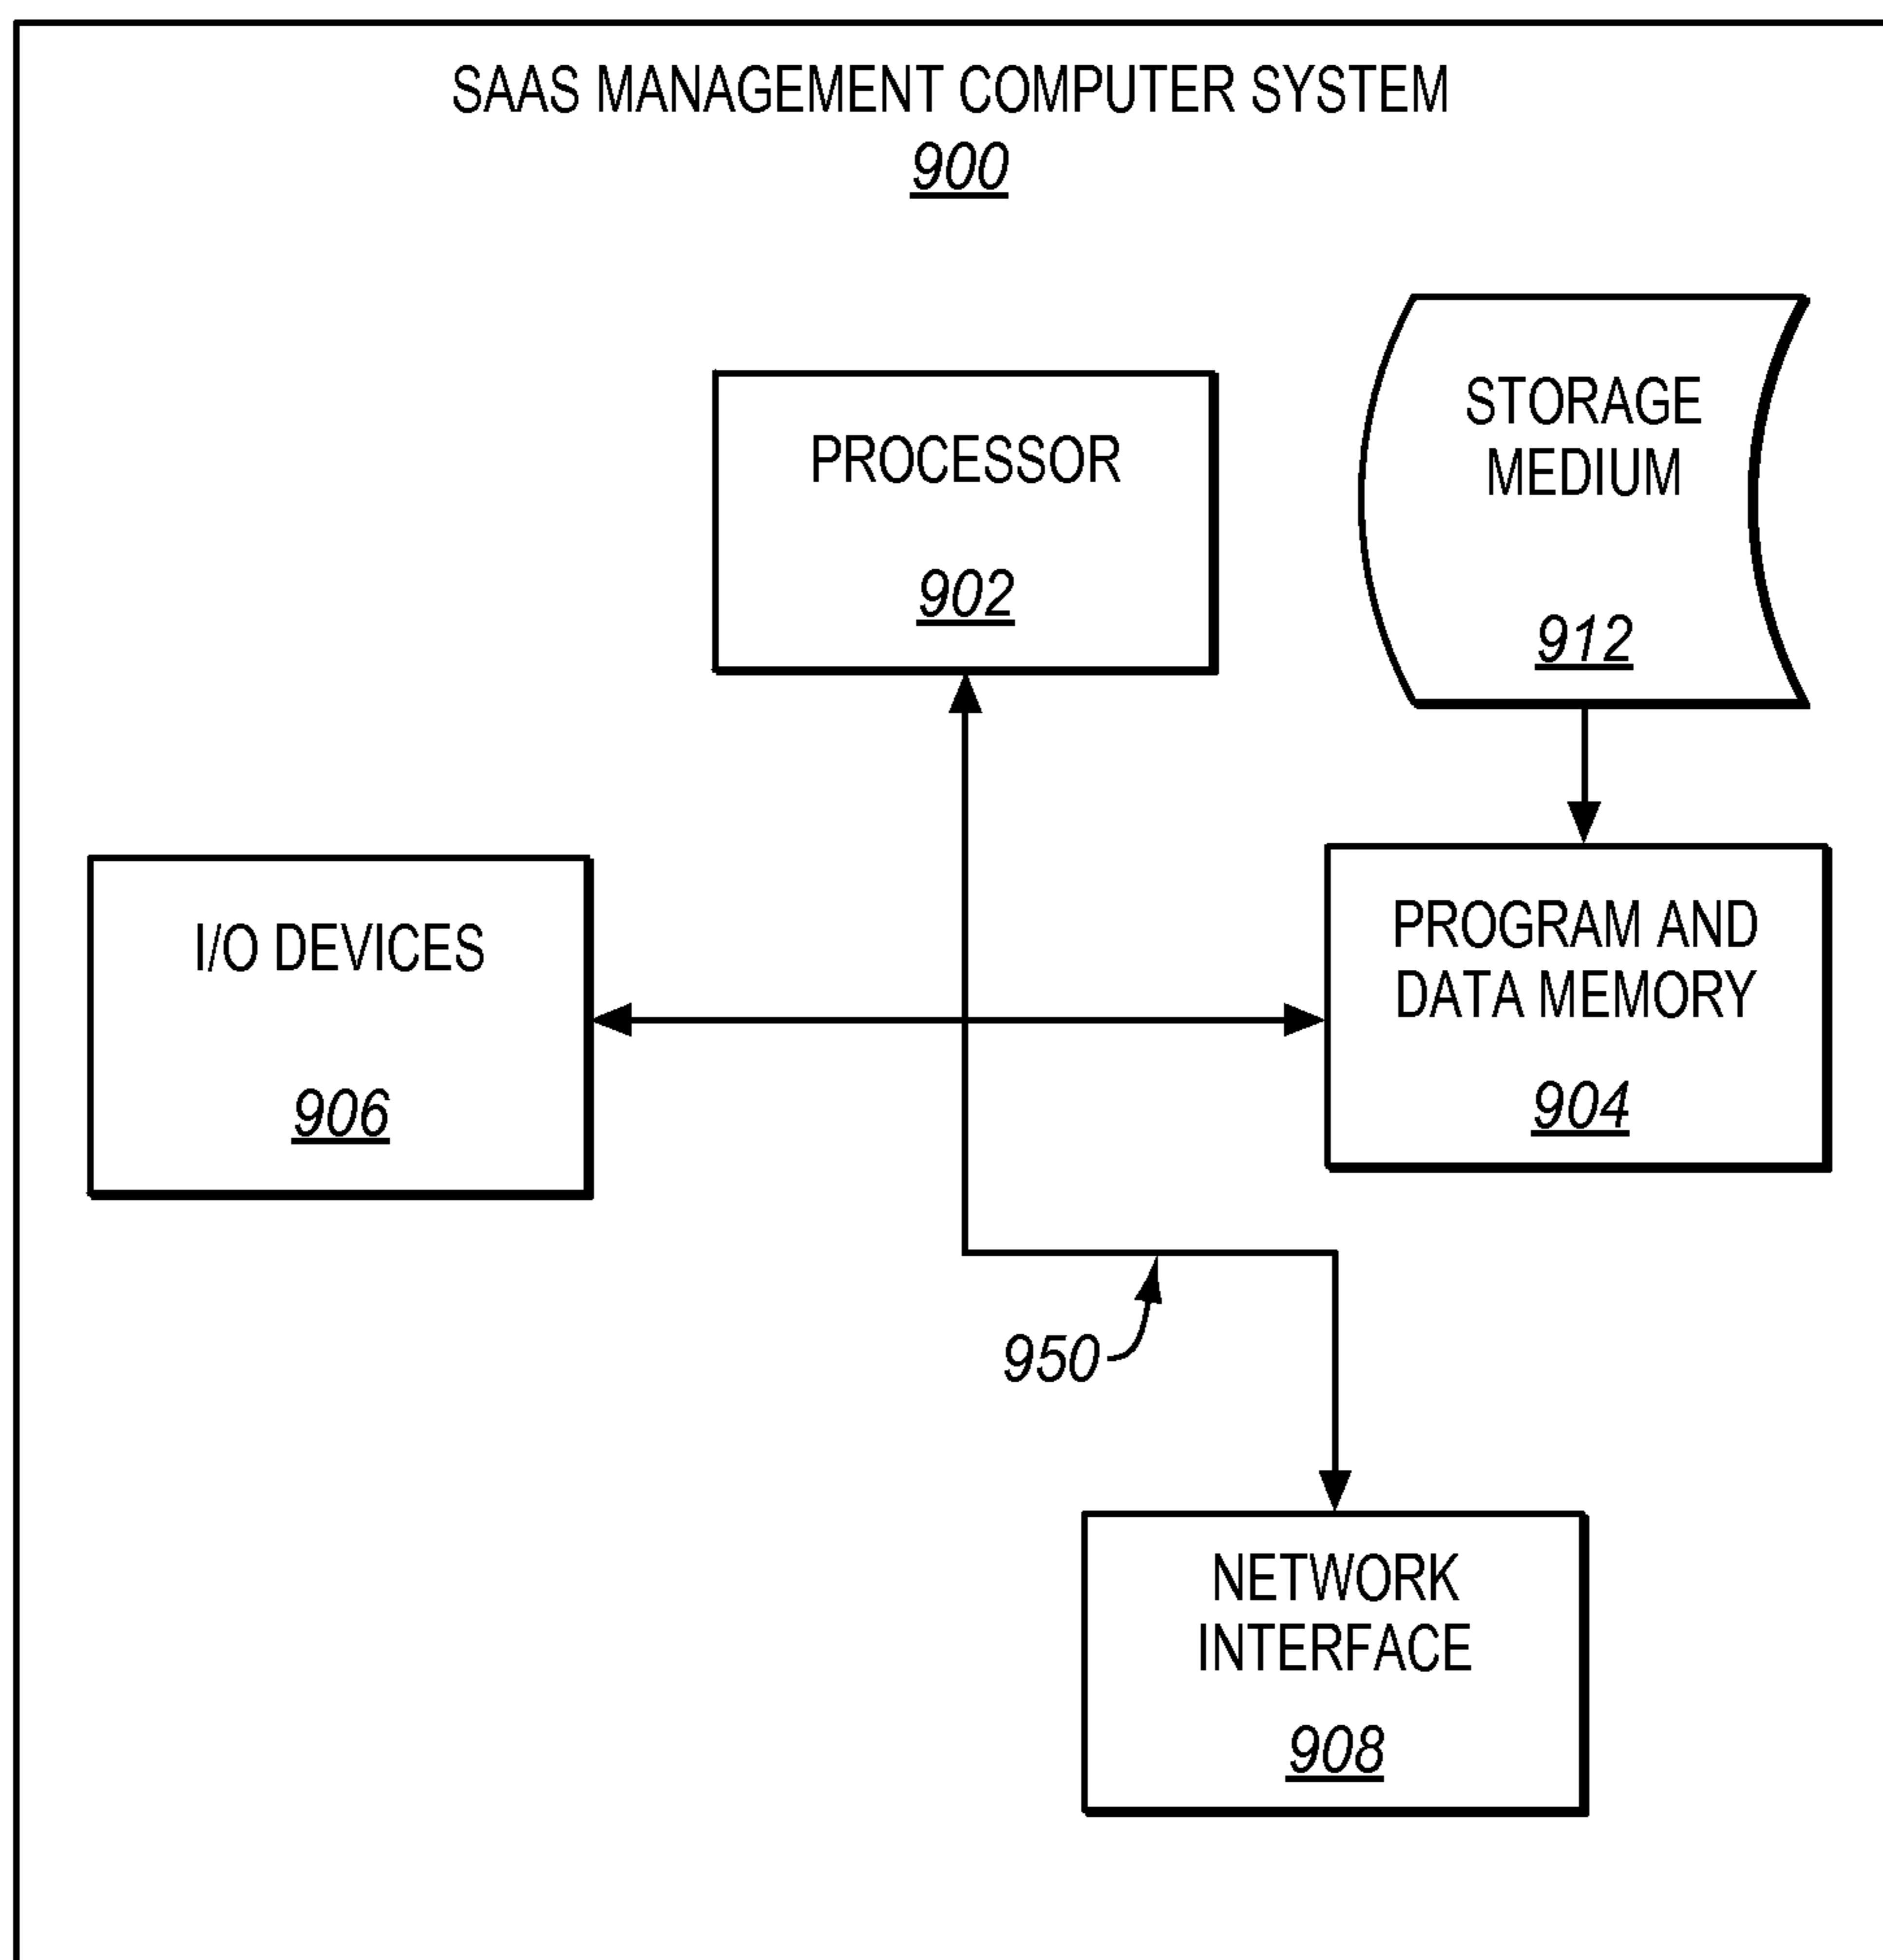 SAAS MANAGEMENT COMPUTER SYSTEM
900
PROCESSOR
902
STORAGE
MEDIUM
912
I/O DEVICES
906
PROGRAM AND
DATA MEMORY
904
950
NETWORK
INTERFACE
908